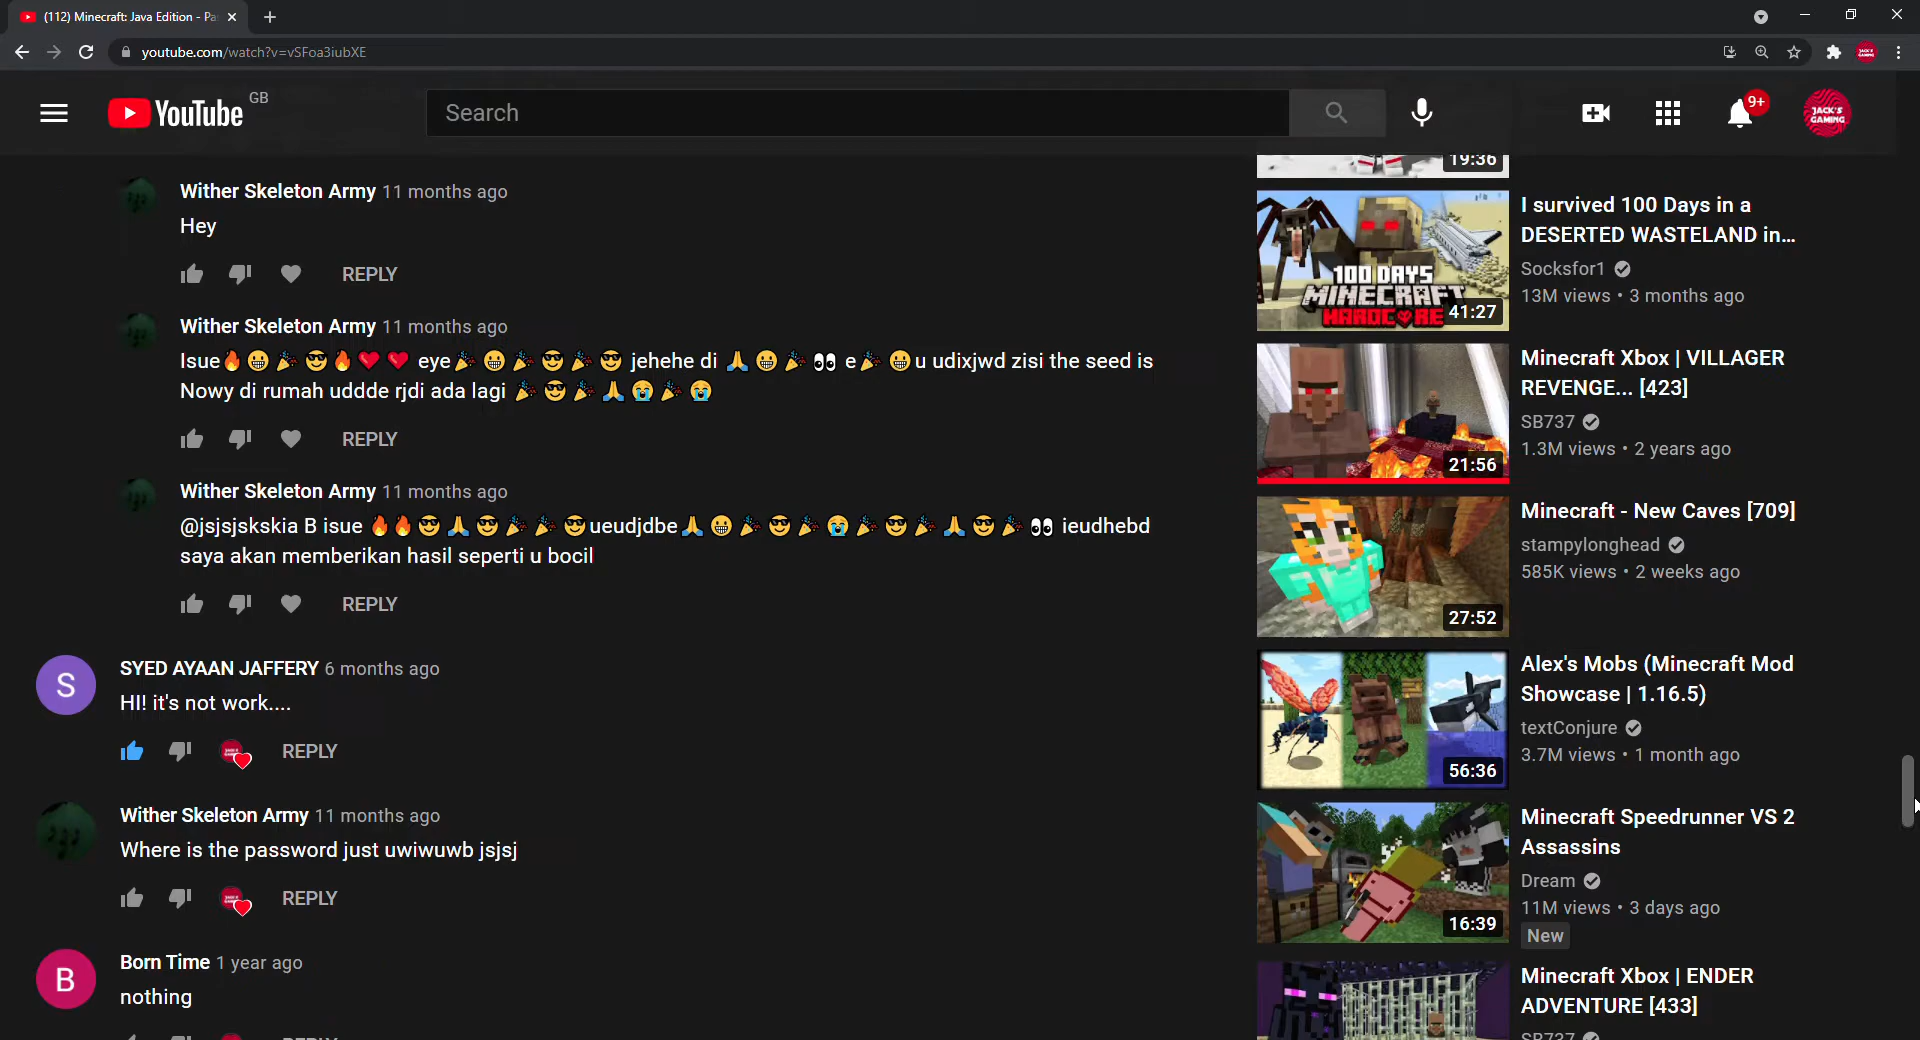 (112) Minecraft: Java Edition - Pa
youtube.com/watch?v=vSFoa3iubXE
YouTube GB
Search
9+
JACK'S GAMING
Wither Skeleton Army 11 months ago
Hey
REPLY
Wither Skeleton Army 11 months ago
Isue🔥😀🎉😎🔥❤️❤️ eye🎉😀🎉😎🎉😎 jehehe di 🙏😀🎉👀 e🎉😀u udixjwd zisi the seed is
Nowy di rumah uddde rjdi ada lagi 🎉😎🎉🙏😭🎉😭
REPLY
Wither Skeleton Army 11 months ago
@jsjsjskskia B isue 🔥🔥😎🙏😎🎉🎉😎ueudjdbe🙏😀🎉😎🎉😭🎉😎🎉🙏😎🎉👀 ieudhebd
saya akan memberikan hasil seperti u bocil
REPLY
S
SYED AYAAN JAFFERY 6 months ago
HI! it's not work....
REPLY
Wither Skeleton Army 11 months ago
Where is the password just uwiwuwb jsjsj
REPLY
B
Born Time 1 year ago
nothing
REPLY
19:36
100 DAYS
MINECRAFT
HARDCORE
41:27
I survived 100 Days in a
DESERTED WASTELAND in...
Socksfor1
13M views • 3 months ago
21:56
Minecraft Xbox | VILLAGER
REVENGE... [423]
SB737
1.3M views • 2 years ago
27:52
Minecraft - New Caves [709]
stampylonghead
585K views • 2 weeks ago
56:36
Alex's Mobs (Minecraft Mod
Showcase | 1.16.5)
textConjure
3.7M views • 1 month ago
16:39
Minecraft Speedrunner VS 2
Assassins
Dream
11M views • 3 days ago
New
Minecraft Xbox | ENDER
ADVENTURE [433]
SB737